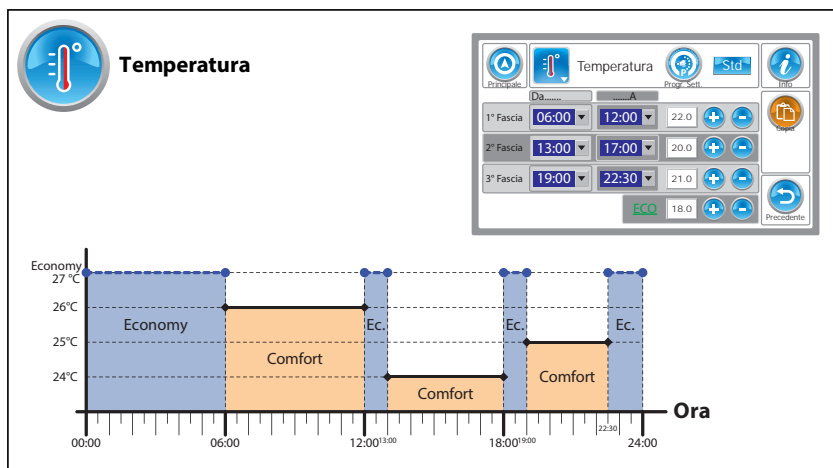 Temperatura
Principale
Temperatura
Progr. Sett.
Std
Info
Da.......
.......A
1° Fascia 06:00 12:00 22.0
Copia
2° Fascia 13:00 17:00 20.0
3° Fascia 19:00 22:30 21.0
ECO 18.0
Precedente
Economy
27 °C
26°C
Economy
Ec.
Ec.
Ec.
25°C
Comfort
Comfort
24°C
Comfort
Ora
22:30
00:00 06:00 12:00 13:00 18:00 19:00 24:00